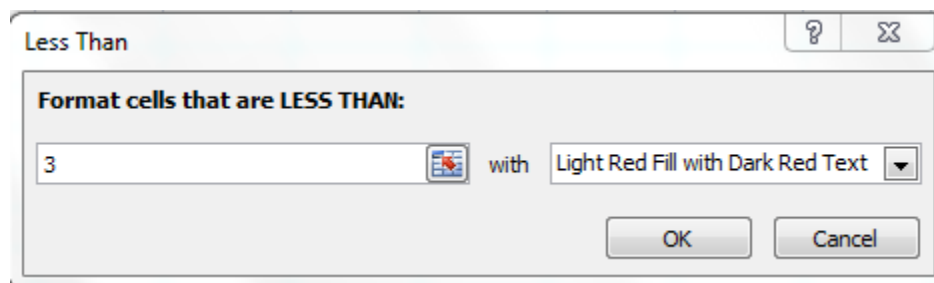 Less Than
Format cells that are LESS THAN:
3 with Light Red Fill with Dark Red Text
OK Cancel